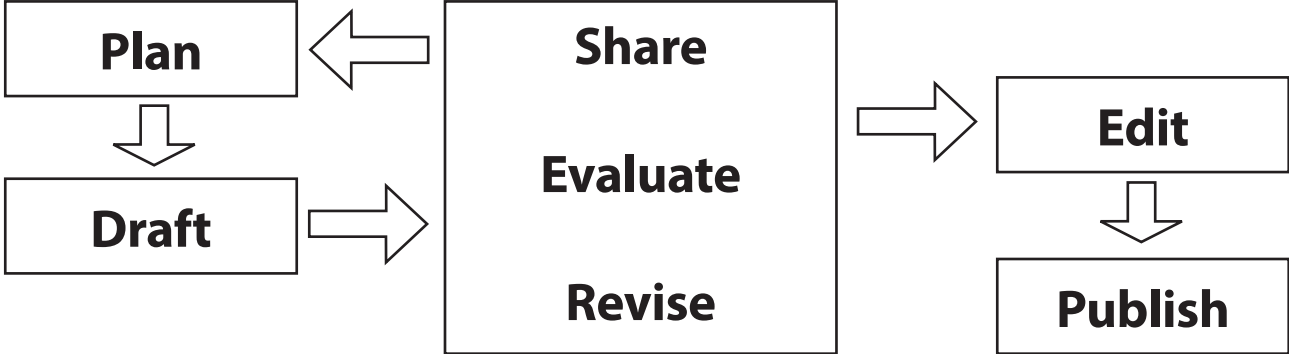 Plan
Draft
Share
Evaluate
Revise
Edit
Publish